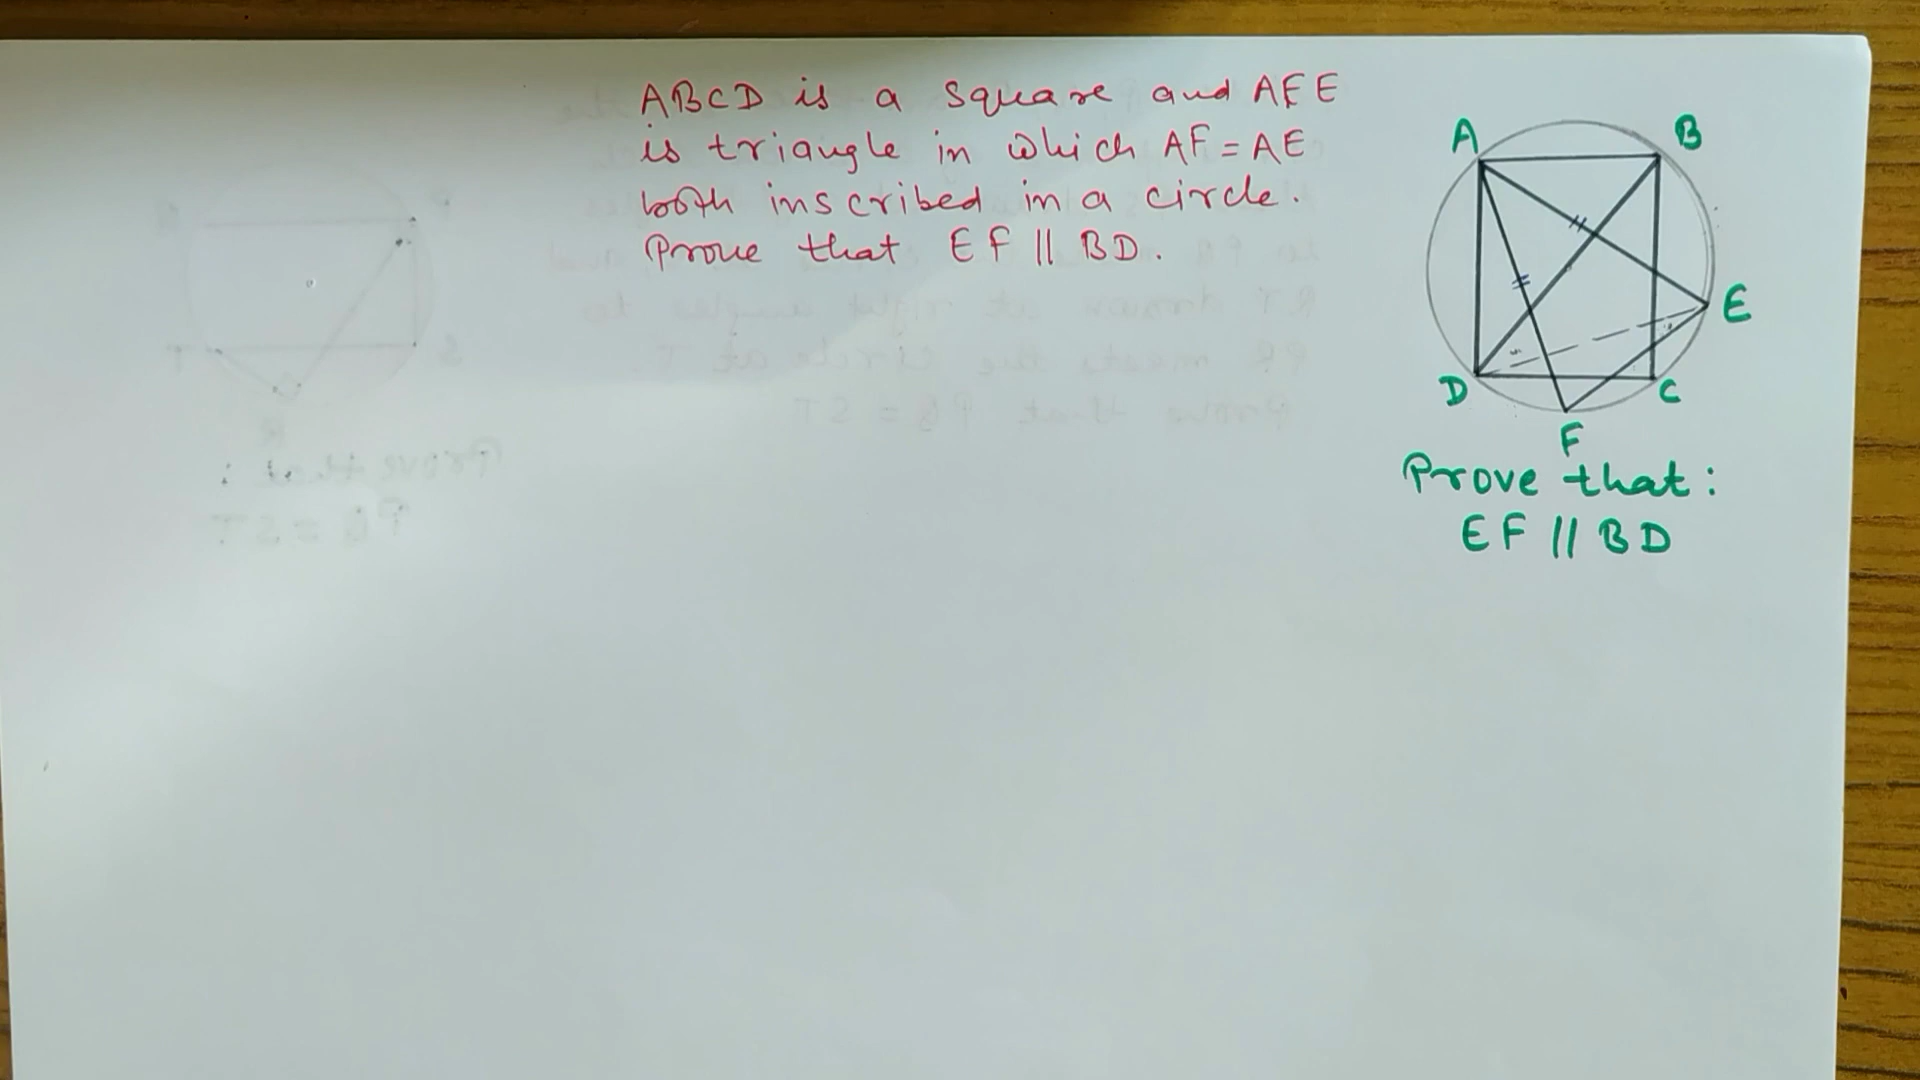 ABCD is a square and AFE
is triangle in which AF = AE
both inscribed in a circle.
Prove that EF || BD.
A
B
E
D
C
F
Prove that :
EF || BD